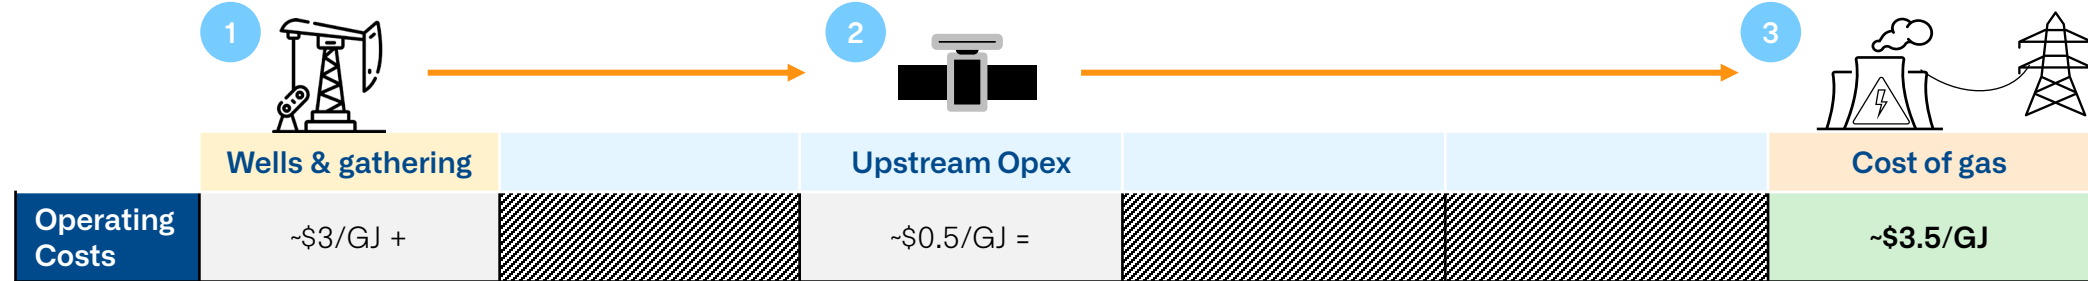 1
2
3
Wells & gathering
Upstream Opex
Cost of gas
Operating
Costs
~$3/GJ +
~$0.5/GJ =
~$3.5/GJ